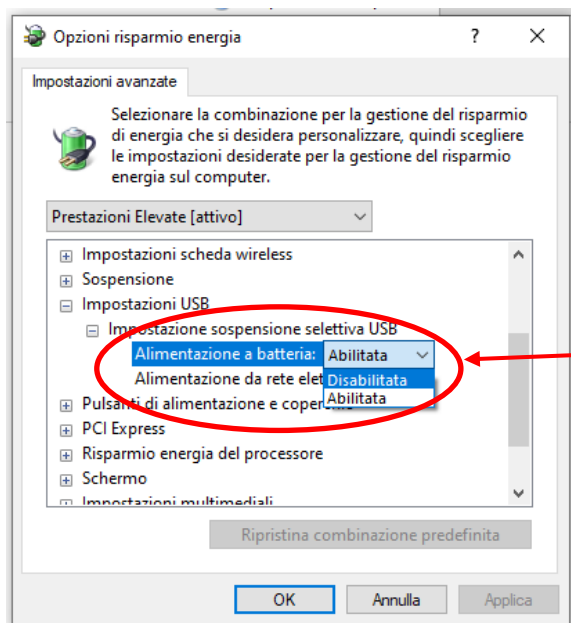 Opzioni risparmio energia
?
Impostazioni avanzate
Selezionare la combinazione per la gestione del risparmio
di energia che si desidera personalizzare, quindi scegliere
le impostazioni desiderate per la gestione del risparmio
energia sul computer.
Prestazioni Elevate [attivo]
Impostazioni scheda wireless
Sospensione
Impostazioni USB
Impostazione sospensione selettiva USB
Alimentazione a batteria: Abilitata
Alimentazione da rete elet Disabilitata
Abilitata
Pulsanti di alimentazione e
PCI Express
Risparmio energia del processore
Schermo
Impostazioni multimediali
Ripristina combinazione predefinita
OK Annulla Applica